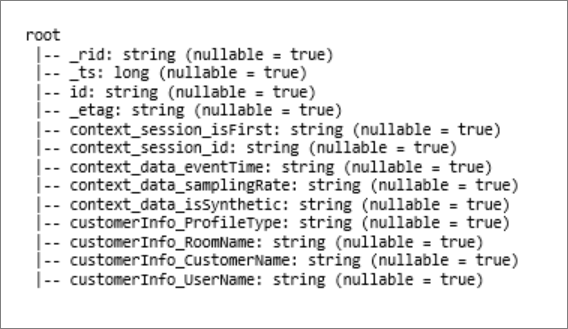 root
|-- _rid: string (nullable = true)
|-- _ts: long (nullable = true)
|-- id: string (nullable = true)
|-- _etag: string (nullable = true)
|-- context_session_isFirst: string (nullable = true)
|-- context_session_id: string (nullable = true)
|-- context_data_eventTime: string (nullable = true)
|-- context_data_samplingRate: string (nullable = true)
|-- context_data_isSynthetic: string (nullable = true)
|-- customerInfo_ProfileType: string (nullable = true)
|-- customerInfo_RoomName: string (nullable = true)
|-- customerInfo_CustomerName: string (nullable = true)
|-- customerInfo_UserName: string (nullable = true)